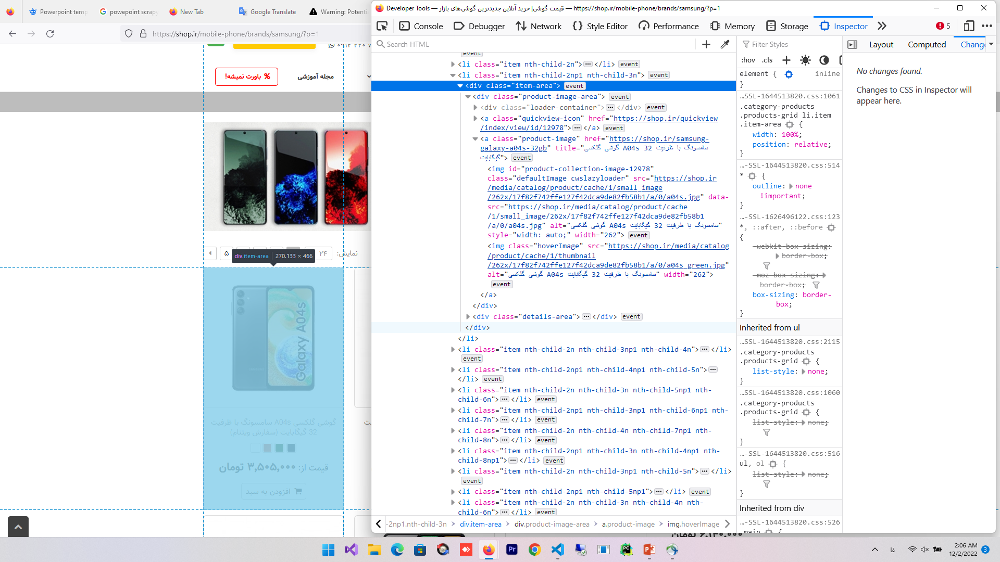 Powerpoint temp
powepoint scrapy
New Tab
Google Translate
Warning: Potenti
https://shop.ir/mobile-phone/brands/samsung/?p=1
باورت نمیشه!
مجله آموزشی
نمایش:
۲۴
۵
div.item-area 270.133 × 466
Galaxy A04s
گوشی گلکسی A04s سامسونگ با ظرفیت
32 گیگابایت (سفارش ویتنام)
قیمت از: ۳,۵۰۵,۰۰۰ تومان
افزودن به سبد
Developer Tools — قیمت گوشی| خرید آنلاین جدیدترین گوشی‌های بازار — https://shop.ir/mobile-phone/brands/samsung/?p=1
Console Debugger Network Style Editor Performance Memory Storage Inspector 5
Search HTML
event
<li class="item nth-child-2n"></li> event
<li class="item nth-child-2np1 nth-child-3n"> event
<div class="item-area"> event
<div class="product-image-area"> event
<div class="loader-container"></div> event
<a class="quickview-icon" href="https://shop.ir/quickview
/index/view/id/12978"></a> event
<a class="product-image" href="https://shop.ir/samsung-
galaxy-a04s-32gb" title="گوشی گلکسی A04s سامسونگ با ظرفیت 32
گیگابایت"> event
<img id="product-collection-image-12978"
class="defaultImage cwslazyloader" src="https://shop.ir
/media/catalog/product/cache/1/small_image
/262x/17f82f742ffe127f42dca9de82fb58b1/a/0/a04s.jpg" data-
src="https://shop.ir/media/catalog/product/cache
/1/small_image/262x/17f82f742ffe127f42dca9de82fb58b1
/a/0/a04s.jpg" alt="گوشی گلکسی A04s سامسونگ با ظرفیت 32 گیگابایت"
style="width: auto;" width="262"> event
<img class="hoverImage" src="https://shop.ir/media/catalog
/product/cache/1/thumbnail
/262x/17f82f742ffe127f42dca9de82fb58b1/a/0/a04s_green.jpg"
alt="گوشی گلکسی A04s سامسونگ با ظرفیت 32 گیگابایت" width="262">
event
</a>
</div>
<div class="details-area"></div> event
</div>
</li>
<li class="item nth-child-2n nth-child-3np1 nth-child-4n"></li>
event
<li class="item nth-child-2np1 nth-child-4np1 nth-child-5n">
</li> event
<li class="item nth-child-2n nth-child-3n nth-child-5np1 nth-
child-6n"></li> event
<li class="item nth-child-2np1 nth-child-3np1 nth-child-6np1 nth-
child-7n"></li> event
<li class="item nth-child-2n nth-child-4n nth-child-7np1 nth-
child-8n"></li> event
<li class="item nth-child-2np1 nth-child-3n nth-child-4np1 nth-
child-8np1"></li> event
<li class="item nth-child-2n nth-child-3np1 nth-child-5n"></li>
event
<li class="item nth-child-2np1 nth-child-5np1"></li> event
<li class="item nth-child-2n nth-child-3n nth-child-4n nth-
child-6n"></li> event
-2np1.nth-child-3n div.item-area div.product-image-area a.product-image img.hoverImage
Filter Styles
:hov .cls
element { inline
}
…-SSL-1644513820.css:1061
.category-products
.products-grid li.item
.item-area {
width: 100%;
position: relative;
}
…-SSL-1644513820.css:514
* {
outline: none
!important;
}
…-SSL-1626496122.css:123
*, ::after, ::before
{
-webkit-box-sizing:
border-box;
-moz-box-sizing:
border-box;
box-sizing: border-
box;
}
Inherited from ul
…SSL-1644513820.css:2115
.category-products
.products-grid {
list-style: none;
}
…-SSL-1644513820.css:1060
.category-products
.products-grid {
list-style: none;
}
…-SSL-1644513820.css:516
ul, ol {
list-style: none;
}
Inherited from div
…-SSL-1644513820.css:526
.main {
Layout Computed Change
No changes found.
Changes to CSS in Inspector will
appear here.
فا
2:06 AM
12/2/2022
3